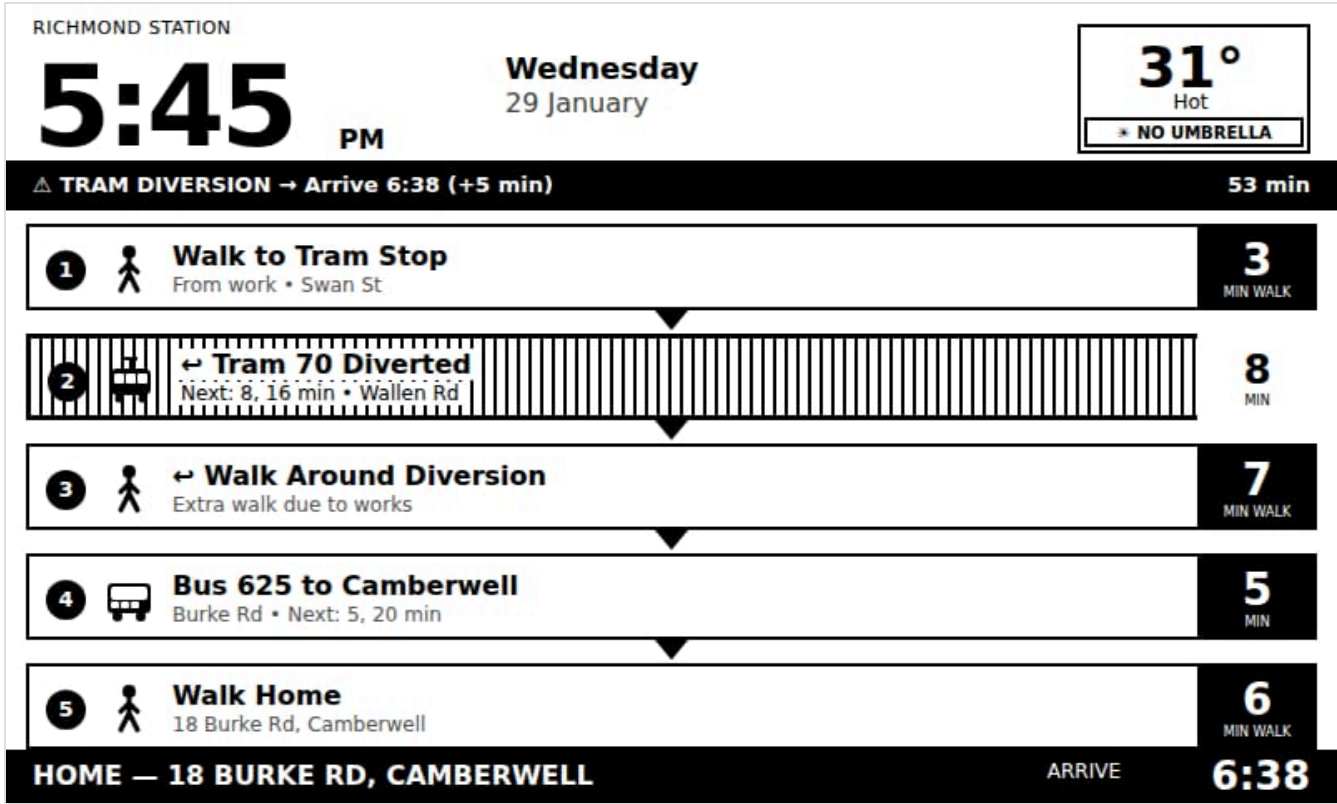 RICHMOND STATION
5:45 PM
Wednesday
29 January
31°
Hot
☀ NO UMBRELLA
⚠ TRAM DIVERSION → Arrive 6:38 (+5 min)
53 min
1
Walk to Tram Stop
From work • Swan St
3
MIN WALK
2
↩ Tram 70 Diverted
Next: 8, 16 min • Wallen Rd
8
MIN
3
↩ Walk Around Diversion
Extra walk due to works
7
MIN WALK
4
Bus 625 to Camberwell
Burke Rd • Next: 5, 20 min
5
MIN
5
Walk Home
18 Burke Rd, Camberwell
6
MIN WALK
HOME — 18 BURKE RD, CAMBERWELL
ARRIVE 6:38